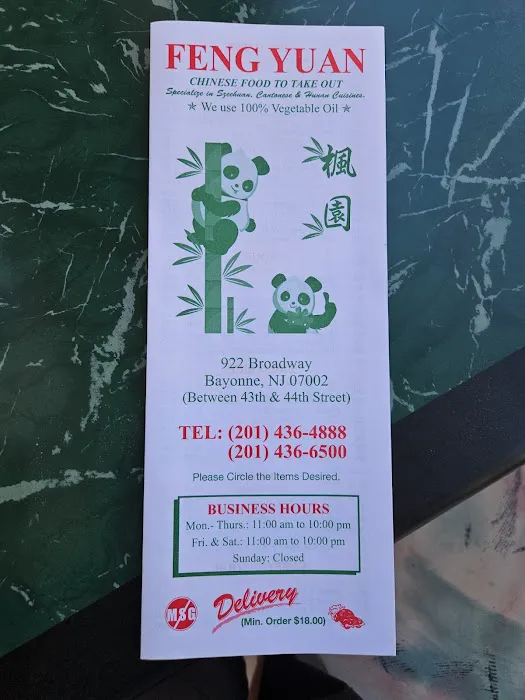 FENG YUAN
CHINESE FOOD TO TAKE OUT
Specialize in Szechuan, Cantonese & Hunan Cuisines.
★ We use 100% Vegetable Oil ★
楓
園
922 Broadway
Bayonne, NJ 07002
(Between 43th & 44th Street)
TEL: (201) 436-4888
(201) 436-6500
Please Circle the Items Desired.
BUSINESS HOURS
Mon.- Thurs.: 11:00 am to 10:00 pm
Fri. & Sat.: 11:00 am to 10:00 pm
Sunday: Closed
MSG
Delivery
(Min. Order $18.00)